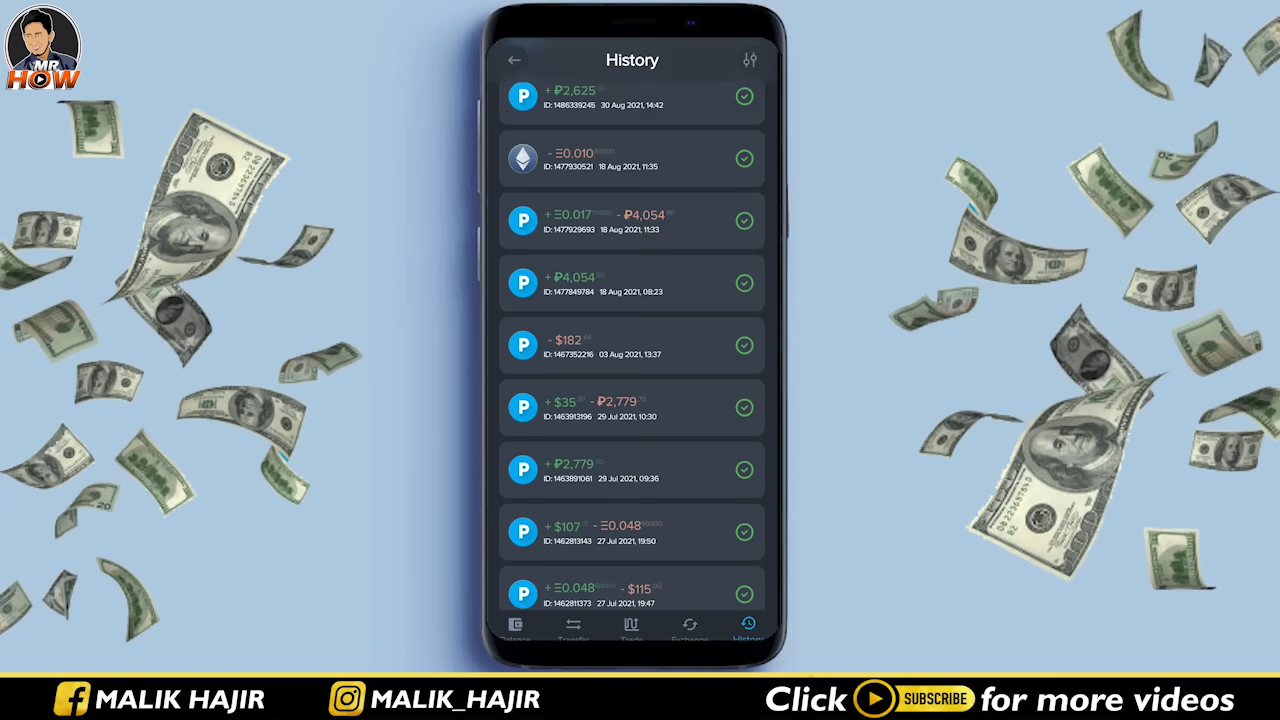 MR
HOW
History
+ ₽2,625
ID: 1486339245 30 Aug 2021, 14:42
- Ξ0.010
ID: 1477930521 18 Aug 2021, 11:35
+ Ξ0.017 - ₽4,054
ID: 1477929693 18 Aug 2021, 11:33
+ ₽4,054
ID: 1477849784 18 Aug 2021, 08:23
- $182
ID: 1467352216 03 Aug 2021, 13:37
+ $35 - ₽2,779
ID: 1463913196 29 Jul 2021, 10:30
+ ₽2,779
ID: 1463891061 29 Jul 2021, 09:36
+ $107 - Ξ0.048
ID: 1462813143 27 Jul 2021, 19:50
+ Ξ0.048 - $115
ID: 1462811373 27 Jul 2021, 19:47
Balance Transfer Trade Exchange History
MALIK HAJIR MALIK_HAJIR Click SUBSCRIBE for more videos